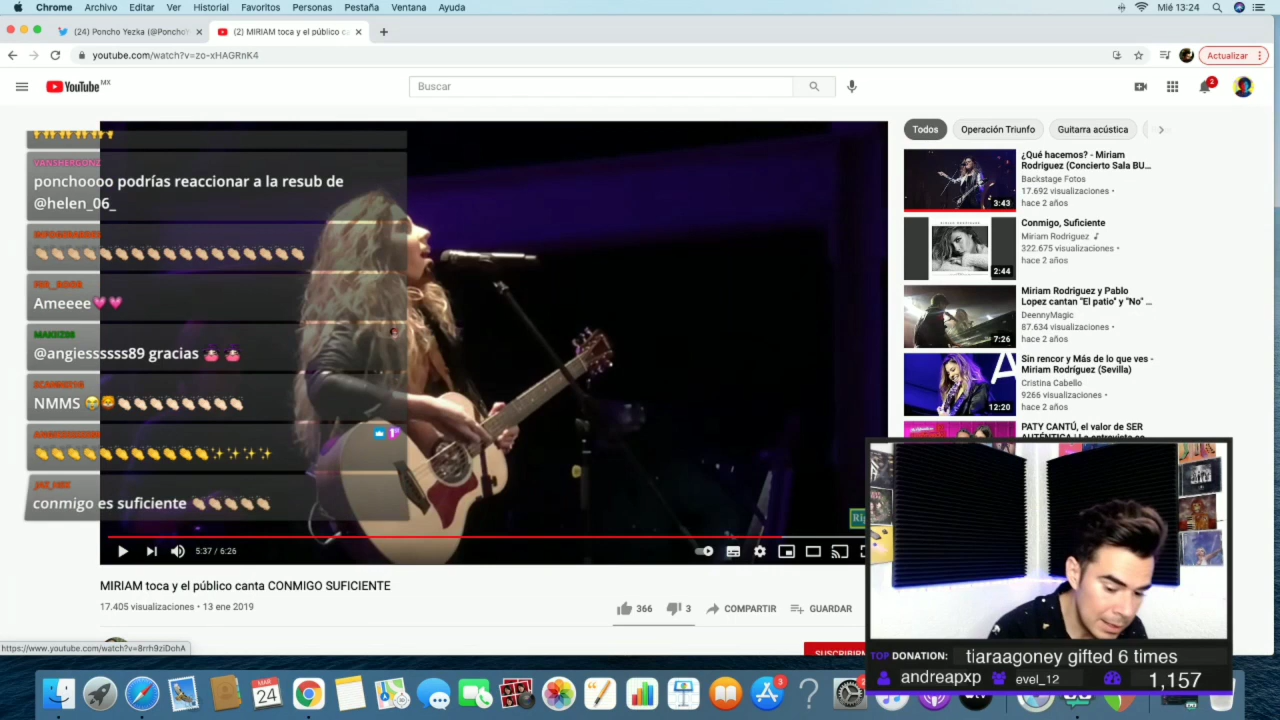 Chrome Archivo Editar Ver Historial Favoritos Personas Pestaña Ventana Ayuda Mié 13:24
(24) Poncho Yezka (@Poncho
(2) MIRIAM toca y el público ca
youtube.com/watch?v=zo-xHAGRnK4
Actualizar
YouTube MX
Buscar
2
VANSHERGONZ
ponchoooo podrías reaccionar a la resub de
@helen_06_
Ameeee
@angiessssss89 gracias
NMMS
conmigo es suficiente
5:37 / 6:26
MIRIAM toca y el público canta CONMIGO SUFICIENTE
17.405 visualizaciones • 13 ene 2019
366
3
COMPARTIR
GUARDAR
https://www.youtube.com/watch?v=8rrh9ziDohA
Todos
Operación Triunfo
Guitarra acústica
¿Qué hacemos? - Miriam
Rodriguez (Concierto Sala BU...
Backstage Fotos
17.692 visualizaciones •
hace 2 años
3:43
Conmigo, Suficiente
Miriam Rodriguez
322.675 visualizaciones •
hace 2 años
2:44
Miriam Rodriguez y Pablo
Lopez cantan "El patio" y "No" ...
DeennyMagic
87.634 visualizaciones •
hace 2 años
7:26
Sin rencor y Más de lo que ves -
Miriam Rodríguez (Sevilla)
Cristina Cabello
9266 visualizaciones •
hace 2 años
12:20
PATY CANTÚ, el valor de SER
TOP DONATION: tiaraagoney gifted 6 times
andreapxp
evel_12
1,157
MAR
24
3